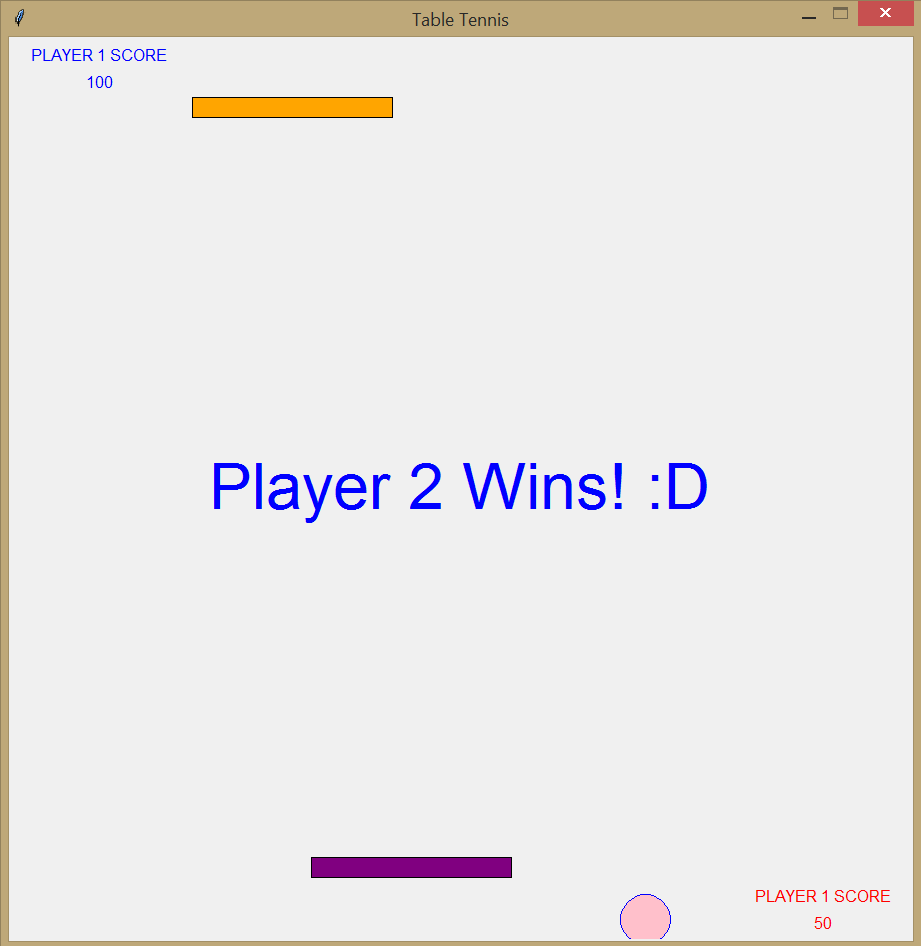 Table Tennis
PLAYER 1 SCORE
100
Player 2 Wins! :D
PLAYER 1 SCORE
50